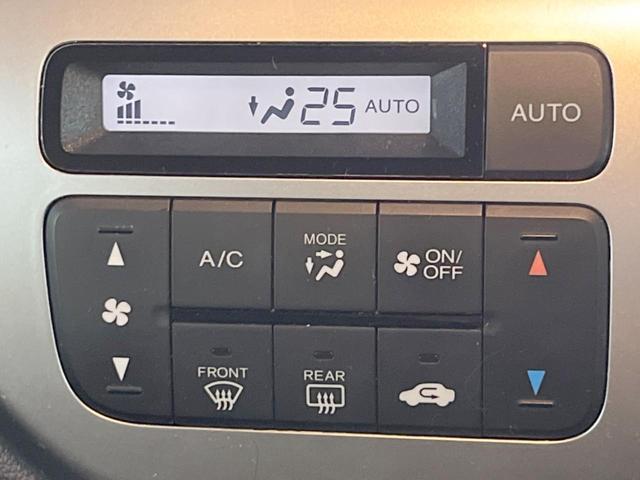 25 AUTO
AUTO
A/C
MODE
ON/
OFF
FRONT
REAR